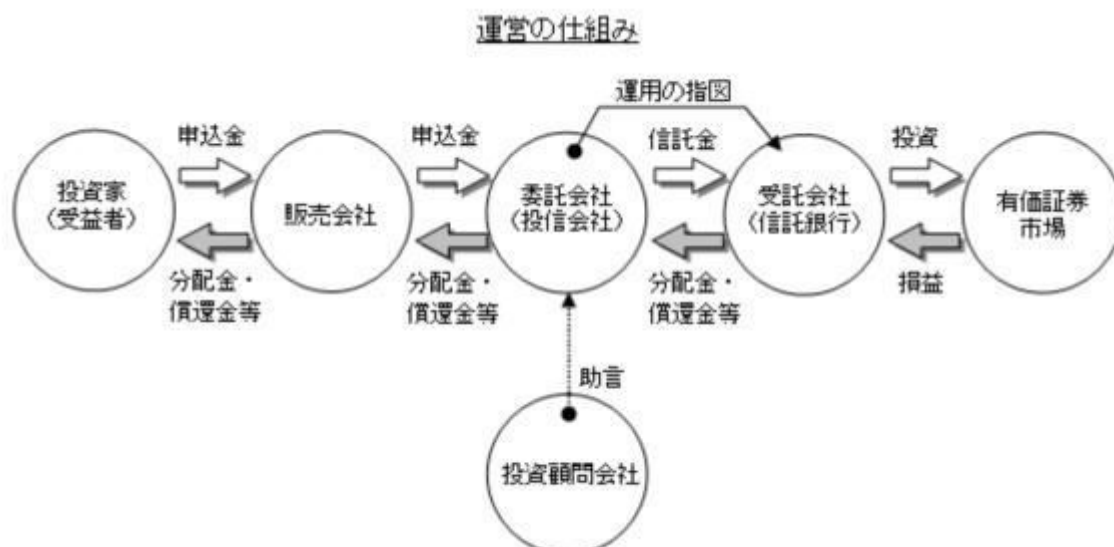 運営の仕組み
運用の指図
申込金
申込金
信託金
投資
投資家
（受益者）
販売会社
委託会社
（投信会社）
受託会社
（信託銀行）
有価証券
市場
分配金・
償還金等
分配金・
償還金等
分配金・
償還金等
損益
助言
投資顧問会社